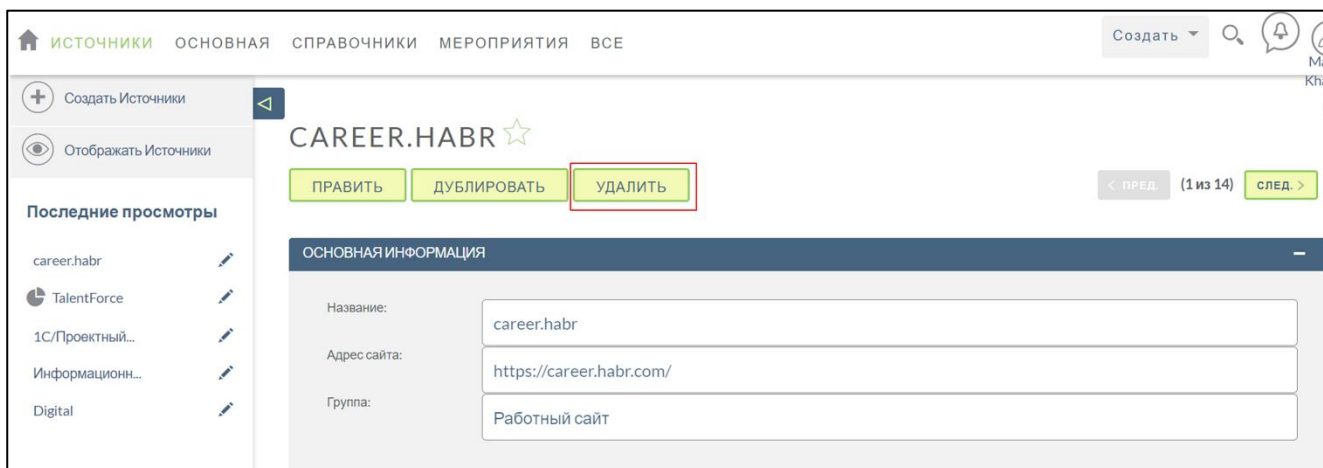 ИСТОЧНИКИ ОСНОВНАЯ СПРАВОЧНИКИ МЕРОПРИЯТИЯ ВСЕ
Создать
Создать Источники
Отображать Источники
Последние просмотры
career.habr
TalentForce
1С/Проектный...
Информационн...
Digital
CAREER.HABR
ПРАВИТЬ ДУБЛИРОВАТЬ УДАЛИТЬ
< ПРЕД. (1 из 14) СЛЕД. >
ОСНОВНАЯ ИНФОРМАЦИЯ
Название: career.habr
Адрес сайта: https://career.habr.com/
Группа: Работный сайт